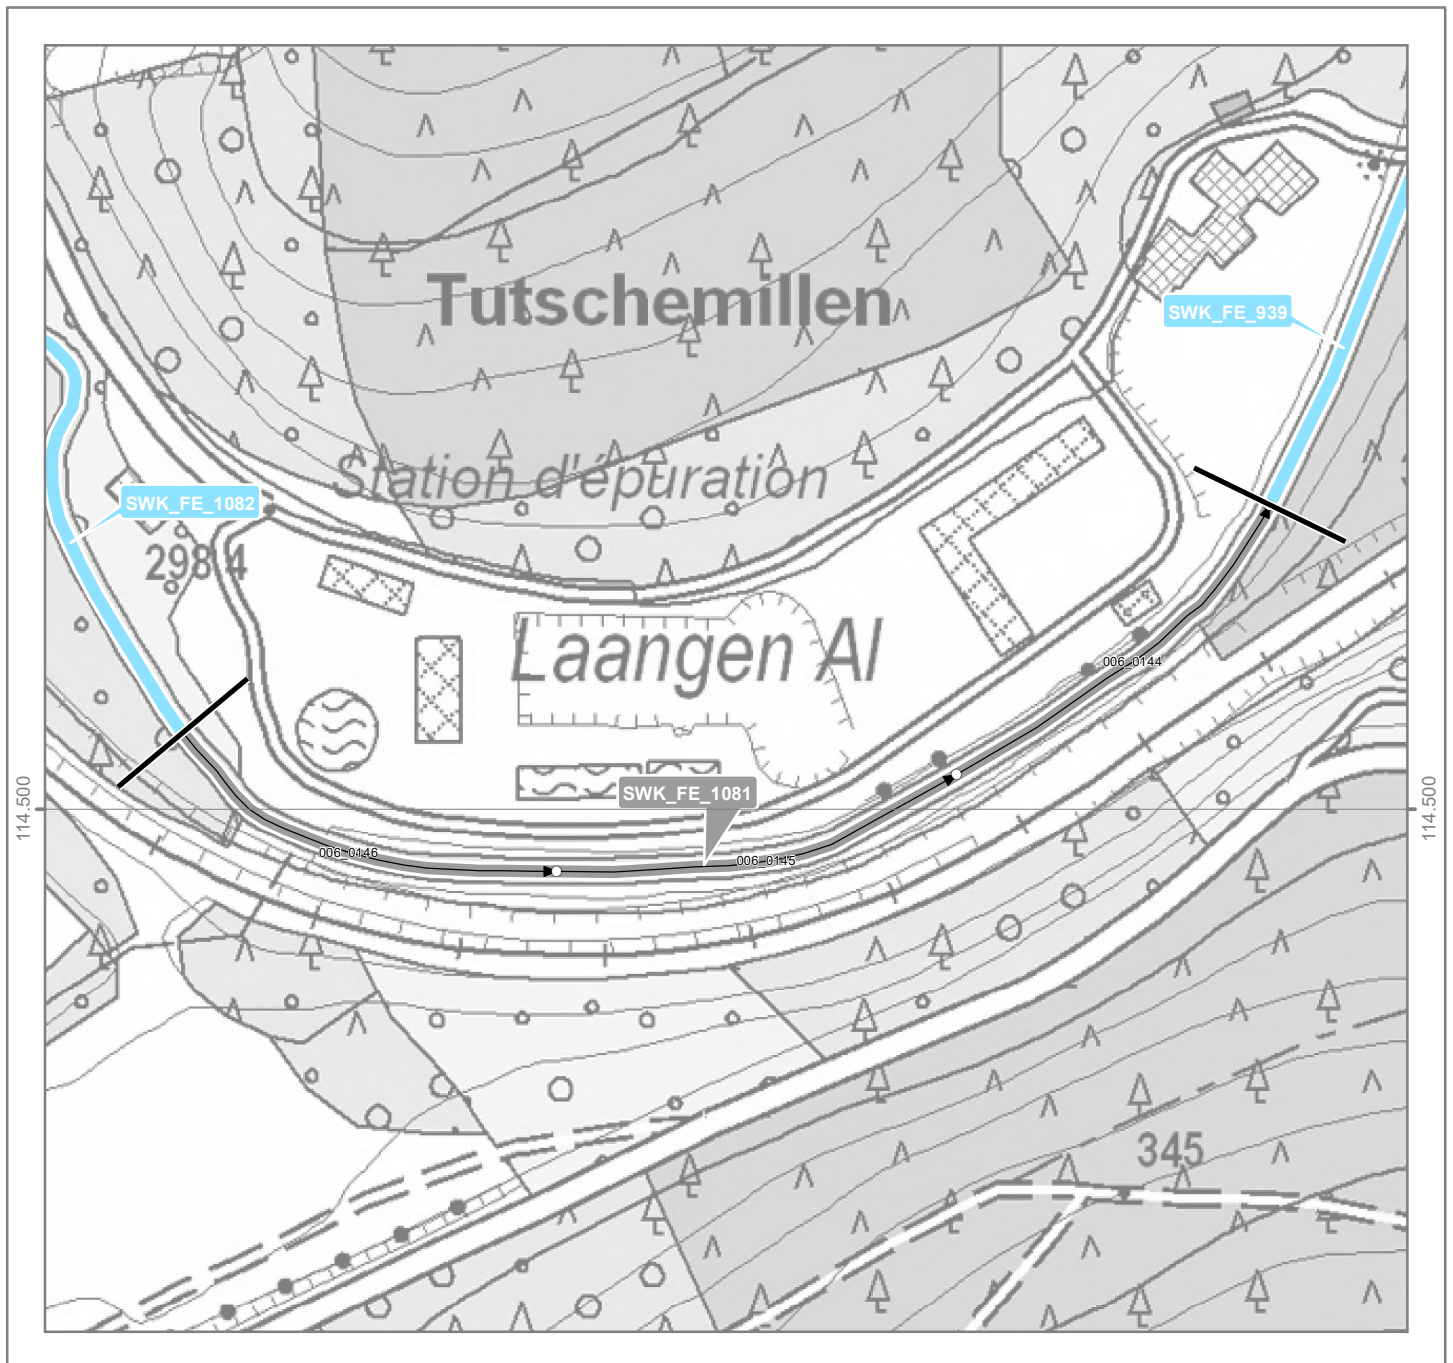 SWK_FE_939
Tutschemillen
Station d'épuration
SWK_FE_1082
298.4
Laangen Al
006_0144
114.500
SWK_FE_1081
114.500
006_0146
006_0145
345